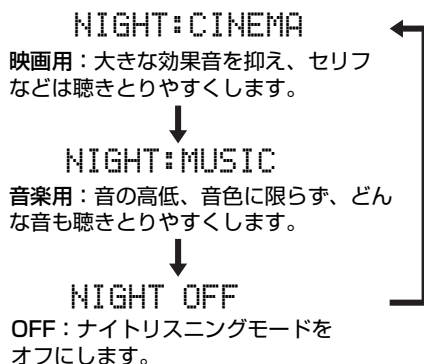 NIGHT:CINEMA
映画用：大きな効果音を抑え、セリフ
などは聴きとりやすくします。
NIGHT:MUSIC
音楽用：音の高低、音色に限らず、どん
な音も聴きとりやすくします。
NIGHT OFF
OFF：ナイトリスニングモードを
オフにします。